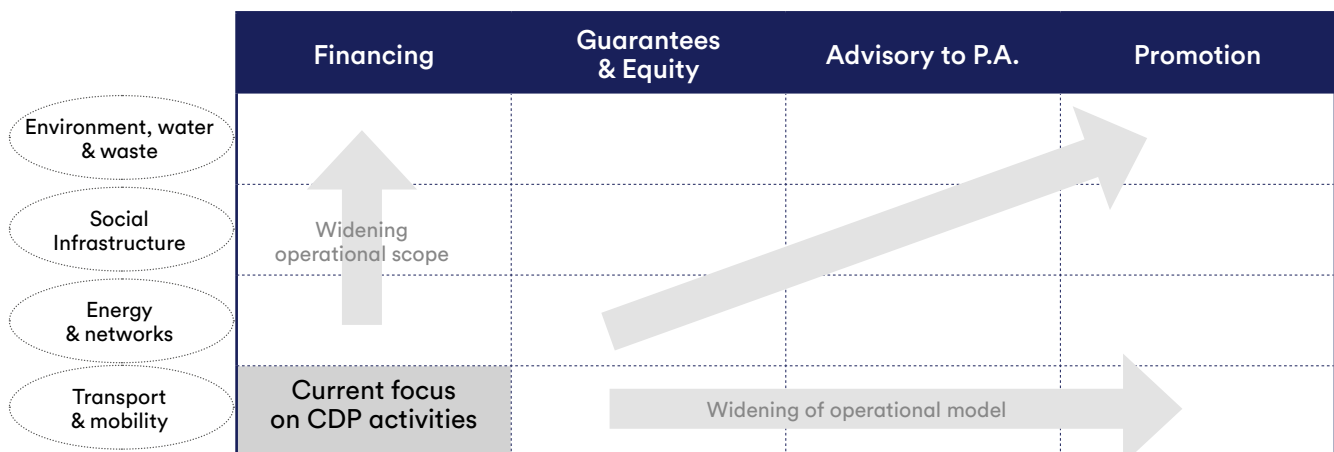 Financing
Guarantees
& Equity
Advisory to P.A.
Promotion
Environment, water
& waste
Social
Infrastructure
Widening
operational scope
Energy
& networks
Transport
& mobility
Current focus
on CDP activities
Widening of operational model